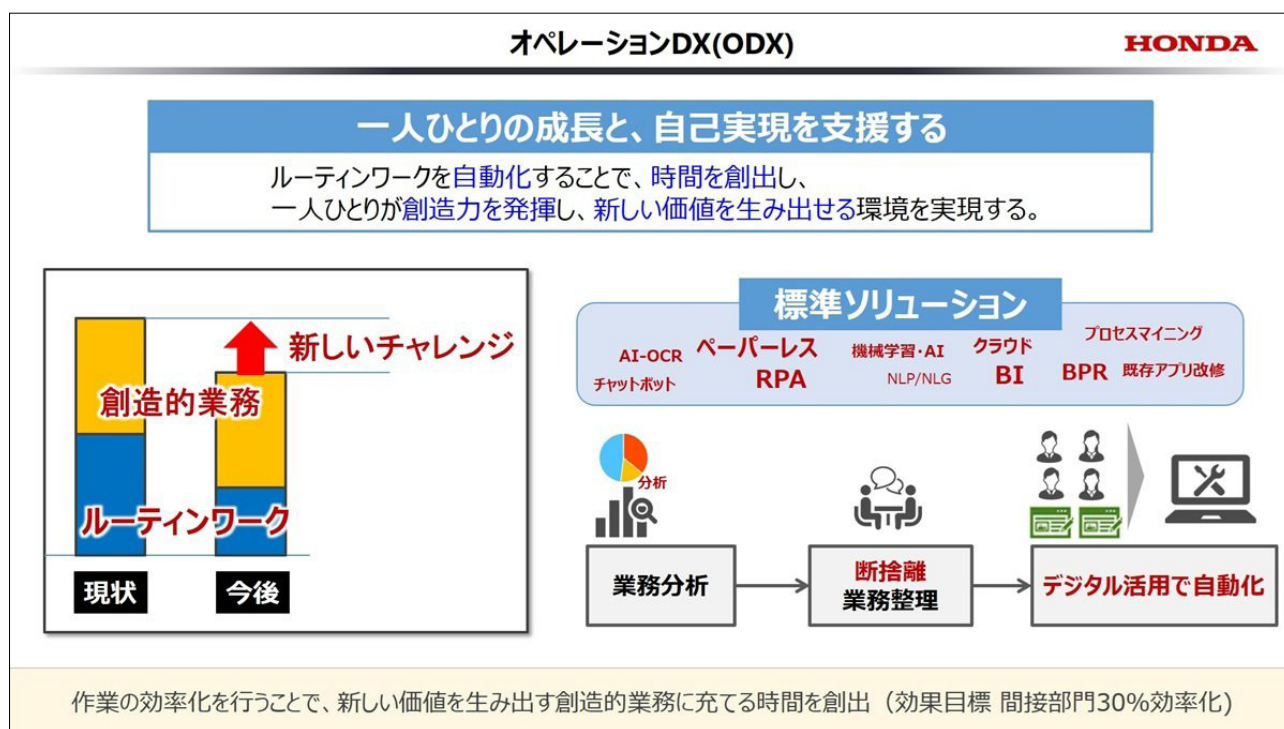 オペレーションDX(ODX)
HONDA
一人ひとりの成長と、自己実現を支援する
ルーティンワークを自動化することで、時間を創出し、
一人ひとりが創造力を発揮し、新しい価値を生み出せる環境を実現する。
新しいチャレンジ
創造的業務
ルーティンワーク
現状
今後
標準ソリューション
AI-OCR
ペーパーレス
機械学習・AI
クラウド
プロセスマイニング
チャットボット
RPA
NLP/NLG
BI
BPR
既存アプリ改修
分析
業務分析
断捨離
業務整理
デジタル活用で自動化
作業の効率化を行うことで、新しい価値を生み出す創造的業務に充てる時間を創出（効果目標 間接部門30%効率化)